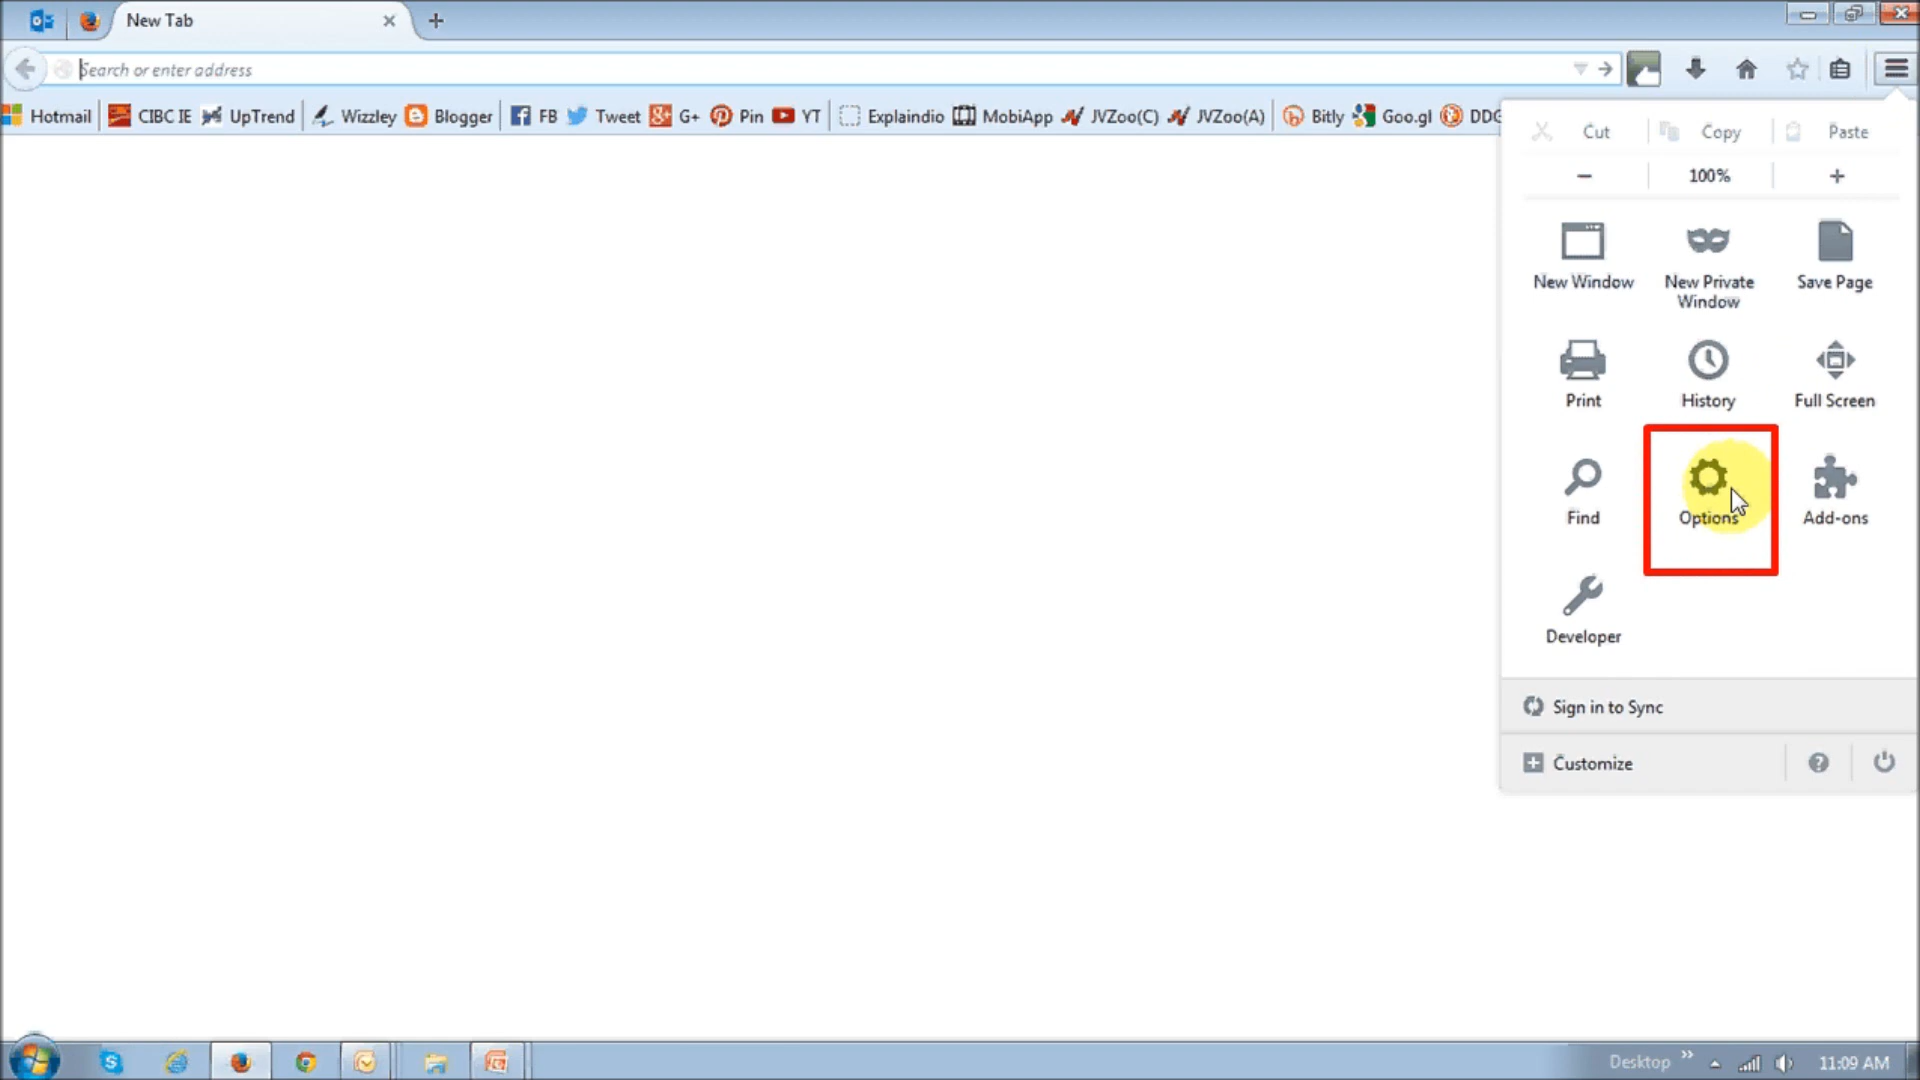 New Tab
Search or enter address
Hotmail CIBC IE UpTrend Wizzley Blogger FB Tweet G+ Pin YT Explaindio MobiApp JVZoo(C) JVZoo(A) Bitly Goo.gl DDG
Cut Copy Paste
− 100% +
New Window New Private Window Save Page
Print History Full Screen
Find Options Add-ons
Developer
Sign in to Sync
Customize
Desktop 11:09 AM